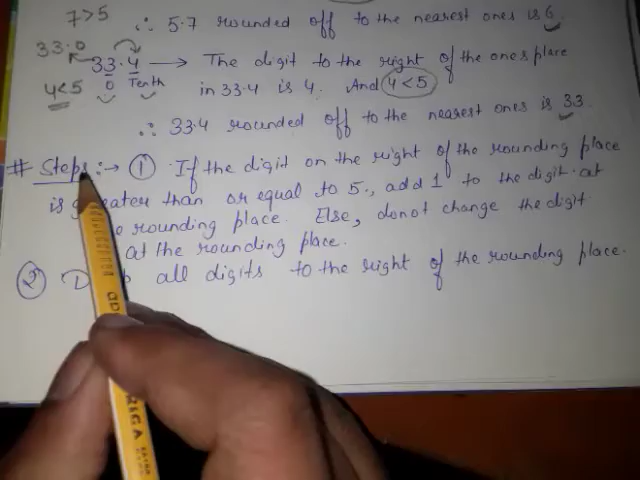 7>5 ∴ 5.7 rounded off to the nearest ones is 6.
33.0
33.4 → The digit to the right of the ones place
4<5 O Tenth in 33.4 is 4. And 4<5
∴ 33.4 rounded off to the nearest ones is 33.
# Steps:→ ① If the digit on the right of the rounding place
is greater than or equal to 5, add 1 to the digit at
rounding place. Else, donot change the digit
at the rounding place.
② all digits to the right of the rounding place.